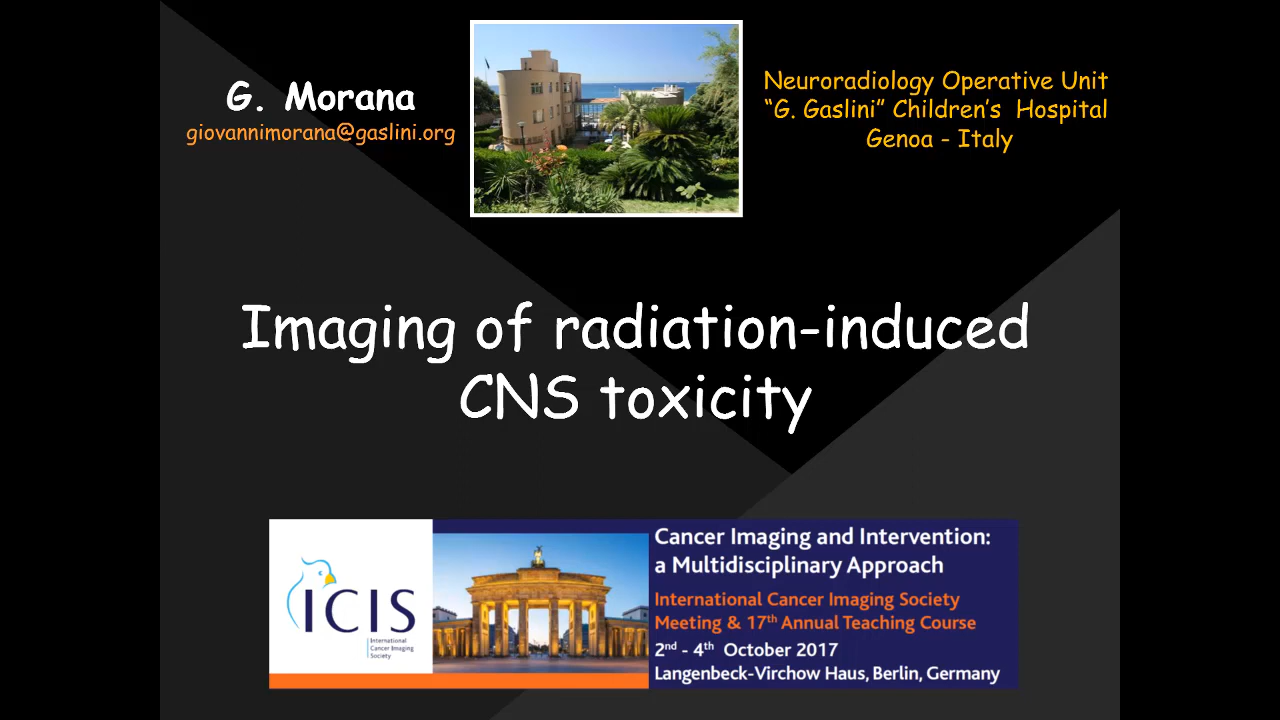 G. Morana
giovannimorana@gaslini.org
Neuroradiology Operative Unit
“G. Gaslini” Children’s Hospital
Genoa - Italy
Imaging of radiation-induced
CNS toxicity
ICIS
International
Cancer Imaging
Society
Cancer Imaging and Intervention:
a Multidisciplinary Approach
International Cancer Imaging Society
Meeting & 17th Annual Teaching Course
2nd - 4th October 2017
Langenbeck-Virchow Haus, Berlin, Germany